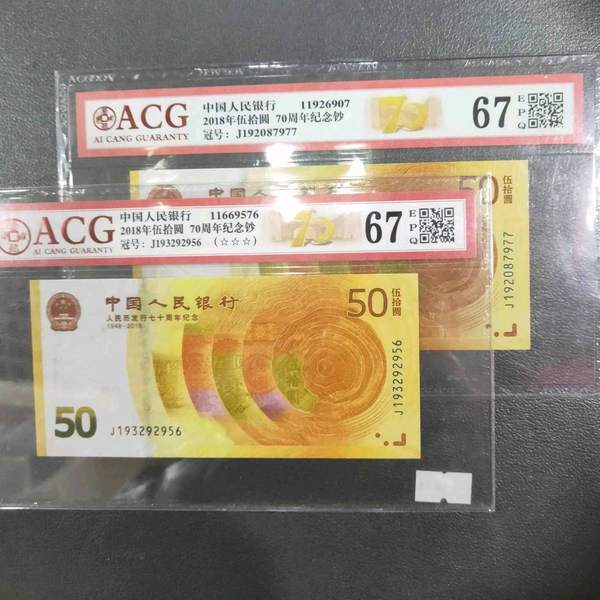 ACG
AI CANG GUARANTY
中国人民银行 11926907
2018年伍拾圆 70周年纪念钞
冠号: J192087977
70
67
EPQ
50
J192087977
ACG
AI CANG GUARANTY
中国人民银行 11669576
2018年伍拾圆 70周年纪念钞
冠号: J193292956 (☆☆☆)
70
67
EPQ
中国人民银行
人民币发行七十周年纪念
1948-2018
50
伍拾圆
50
J193292956
J193292956